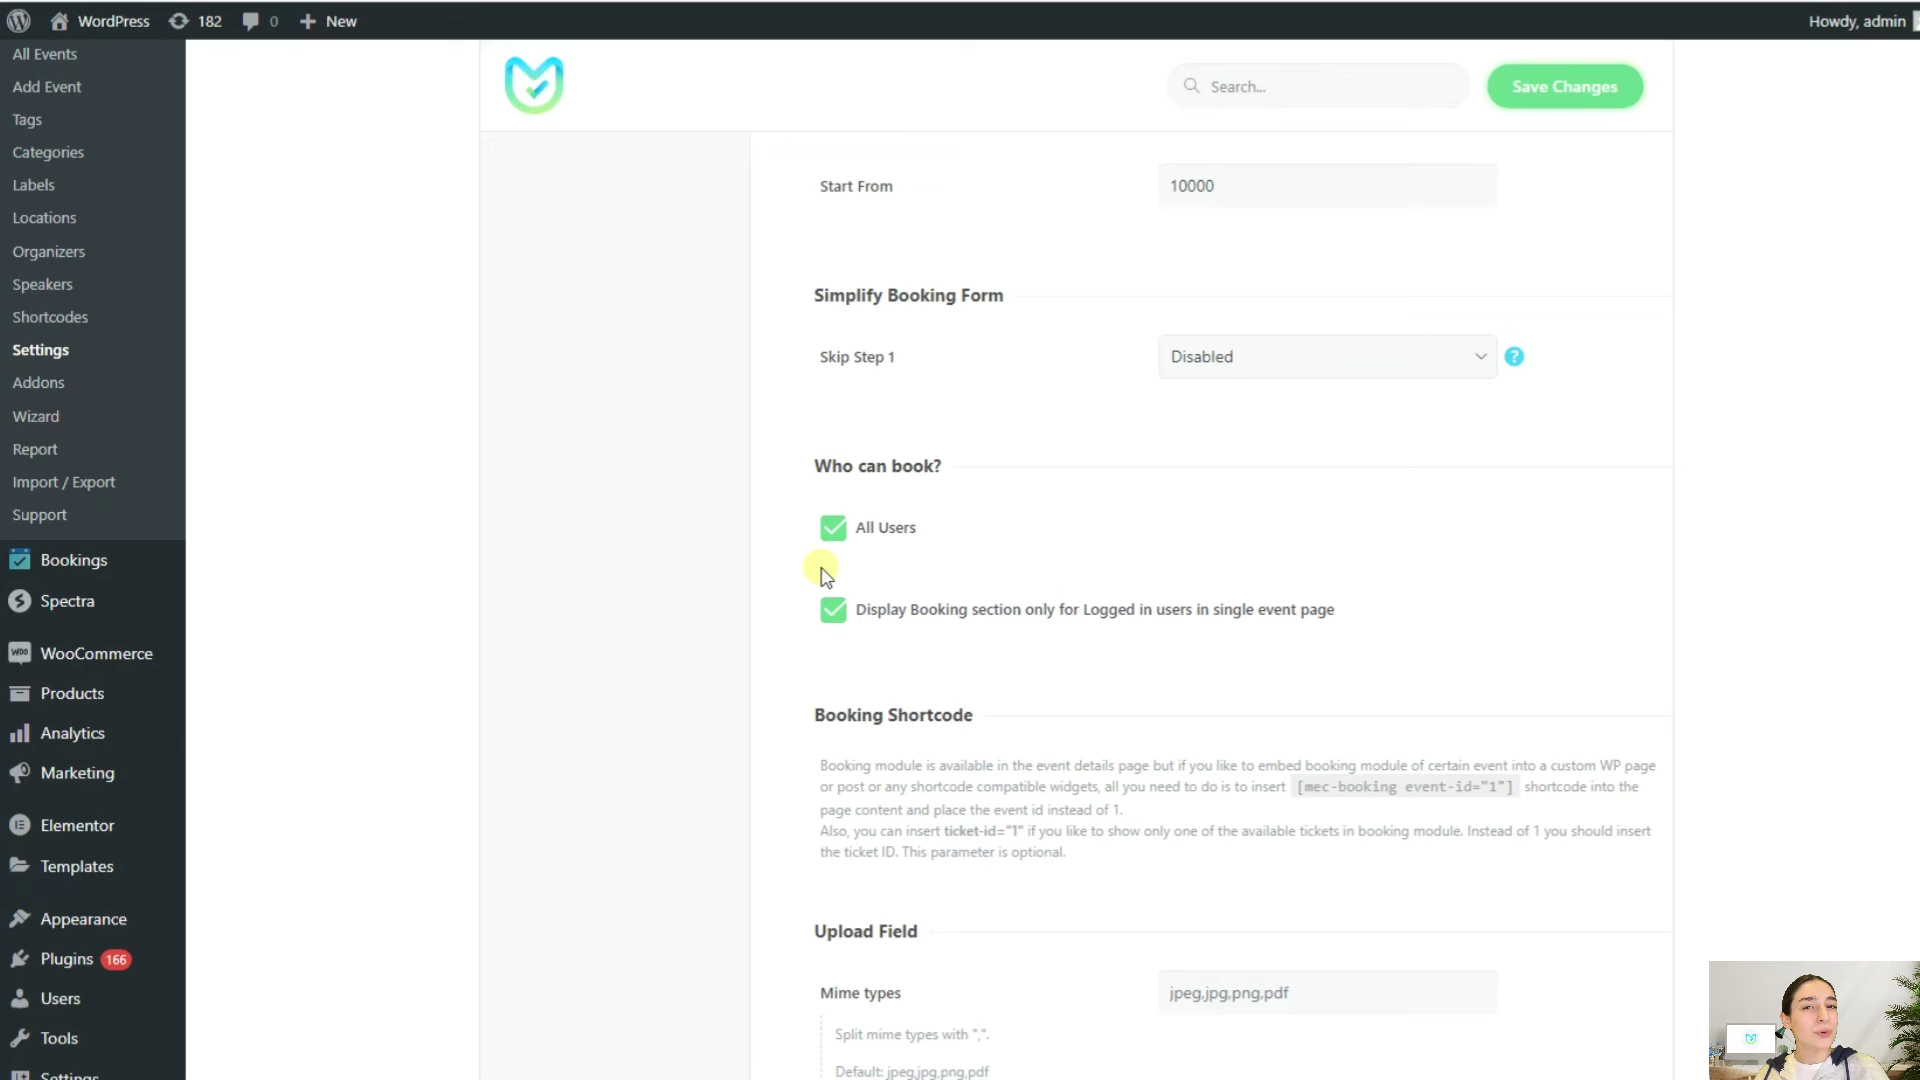 WordPress
182
0
New
Howdy, admin
All Events
Add Event
Tags
Categories
Labels
Locations
Organizers
Speakers
Shortcodes
Settings
Addons
Wizard
Report
Import / Export
Support
Bookings
Spectra
WooCommerce
Products
Analytics
Marketing
Elementor
Templates
Appearance
Plugins 166
Users
Tools
Settings
Search...
Save Changes
Start From
10000
Simplify Booking Form
Skip Step 1
Disabled
?
Who can book?
All Users
Display Booking section only for Logged in users in single event page
Booking Shortcode
Booking module is available in the event details page but if you like to embed booking module of certain event into a custom WP page
or post or any shortcode compatible widgets, all you need to do is to insert [mec-booking event-id="1"] shortcode into the
page content and place the event id instead of 1.
Also, you can insert ticket-id="1" if you like to show only one of the available tickets in booking module. Instead of 1 you should insert
the ticket ID. This parameter is optional.
Upload Field
Mime types
jpeg,jpg,png,pdf
Split mime types with ",".
Default: jpeg,jpg,png,pdf